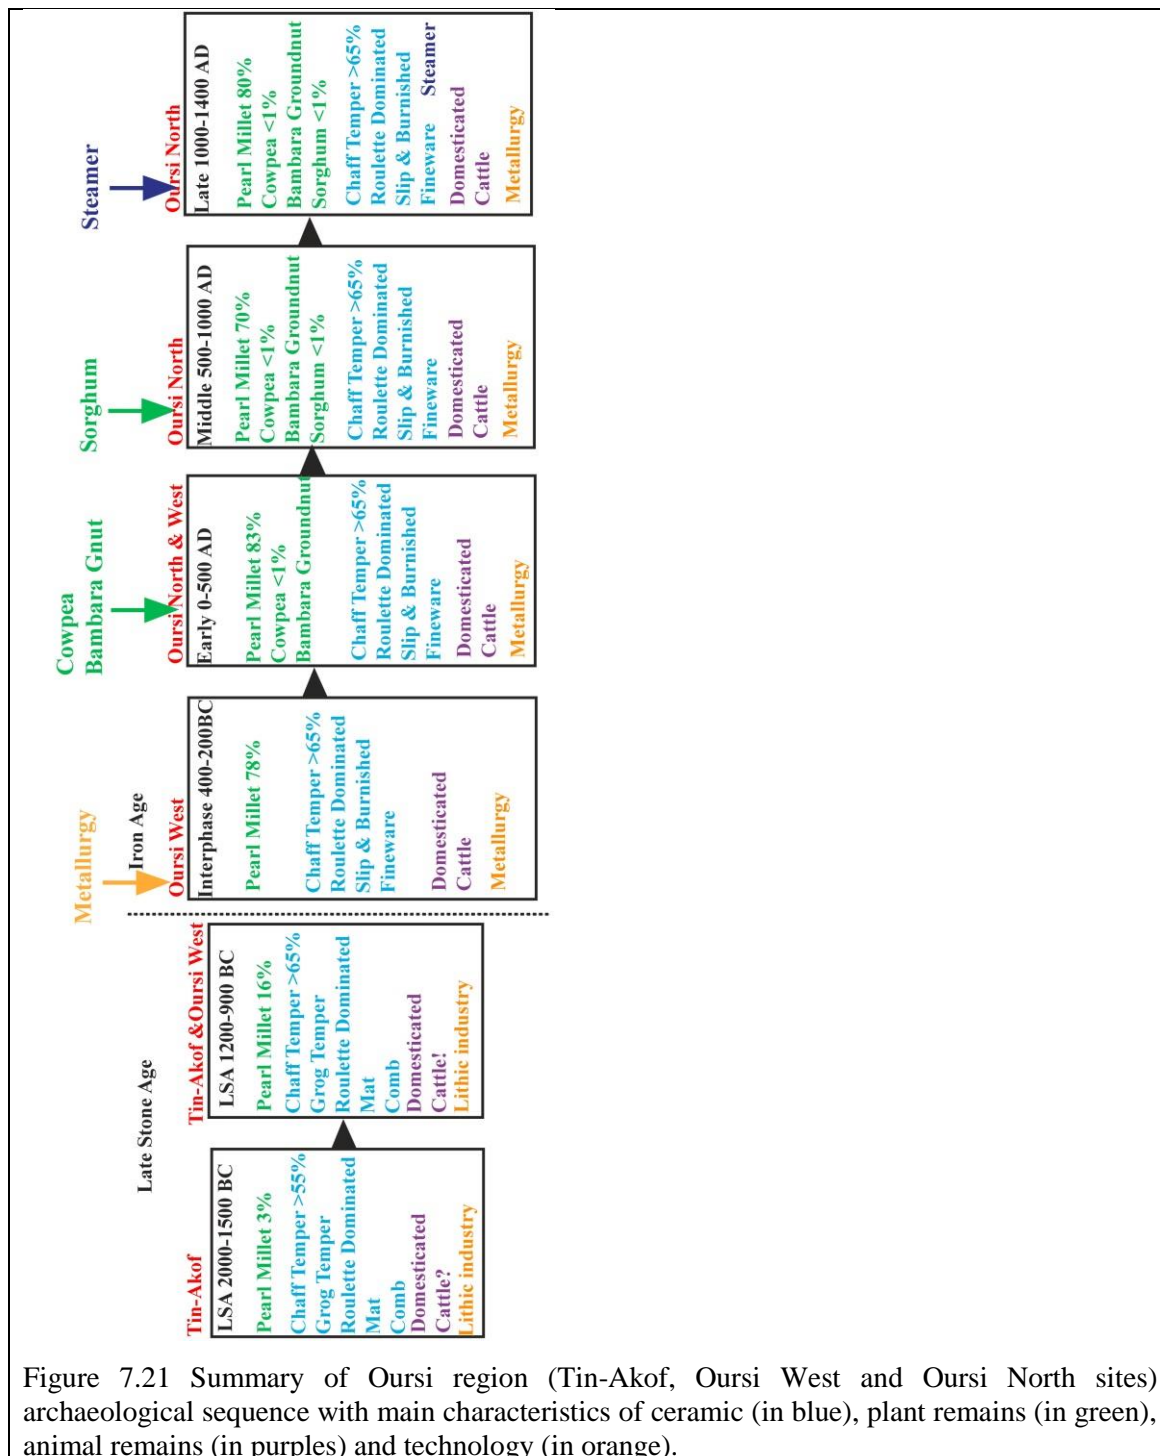 Tin-Akof
LSA 2000-1500 BC
Pearl Millet 3%
Chaff Temper >55%
Grog Temper
Roulette Dominated
Mat
Comb
Domesticated
Cattle?
Lithic industry
Late Stone Age
Tin-Akof &Oursi West
LSA 1200-900 BC
Pearl Millet 16%
Chaff Temper >65%
Grog Temper
Roulette Dominated
Mat
Comb
Domesticated
Cattle!
Lithic industry
Metallurgy
Iron Age
Oursi West
Interphase 400-200BC
Pearl Millet 78%
Chaff Temper >65%
Roulette Dominated
Slip & Burnished
Fineware
Domesticated
Cattle
Metallurgy
Cowpea
Bambara Gnut
Oursi North & West
Early 0-500 AD
Pearl Millet 83%
Cowpea <1%
Bambara Groundnut
Chaff Temper >65%
Roulette Dominated
Slip & Burnished
Fineware
Domesticated
Cattle
Metallurgy
Sorghum
Oursi North
Middle 500-1000 AD
Pearl Millet 70%
Cowpea <1%
Bambara Groundnut
Sorghum <1%
Chaff Temper >65%
Roulette Dominated
Slip & Burnished
Fineware
Domesticated
Cattle
Metallurgy
Steamer
Oursi North
Late 1000-1400 AD
Pearl Millet 80%
Cowpea <1%
Bambara Groundnut
Sorghum <1%
Chaff Temper >65%
Roulette Dominated
Slip & Burnished
Fineware Steamer
Domesticated
Cattle
Metallurgy
Figure 7.21 Summary of Oursi region (Tin-Akof, Oursi West and Oursi North sites)
archaeological sequence with main characteristics of ceramic (in blue), plant remains (in green),
animal remains (in purples) and technology (in orange).